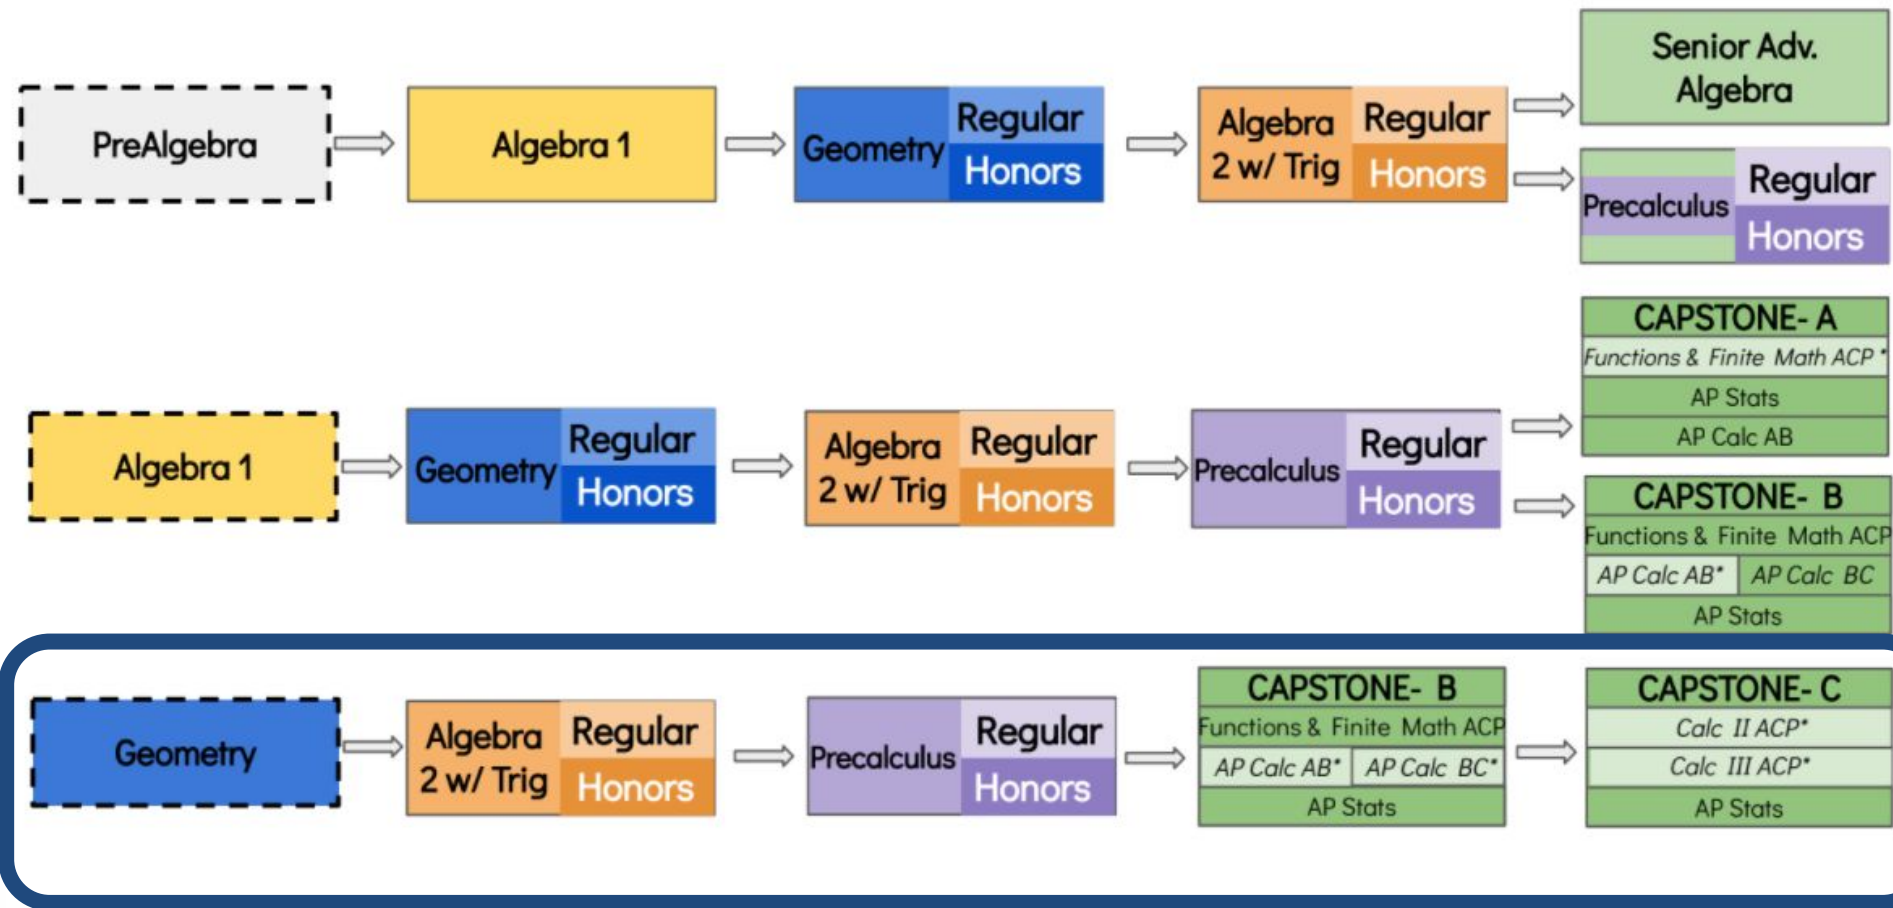 PreAlgebra
Algebra 1
Geometry
Regular
Honors
Algebra
2 w/ Trig
Regular
Honors
Senior Adv.
Algebra
Precalculus
Regular
Honors
Algebra 1
Geometry
Regular
Honors
Algebra
2 w/ Trig
Regular
Honors
Precalculus
Regular
Honors
CAPSTONE- A
Functions & Finite Math ACP *
AP Stats
AP Calc AB
CAPSTONE- B
Functions & Finite Math ACP
AP Calc AB* AP Calc BC
AP Stats
Geometry
Algebra
2 w/ Trig
Regular
Honors
Precalculus
Regular
Honors
CAPSTONE- B
Functions & Finite Math ACP
AP Calc AB* AP Calc BC*
AP Stats
CAPSTONE- C
Calc II ACP*
Calc III ACP*
AP Stats